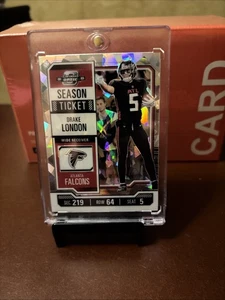 SEASON
TICKET
DRAKE
LONDON
WIDE RECEIVER
ATLANTA
FALCONS
SEC 219 ROW 64 SEAT 5
5
CARD